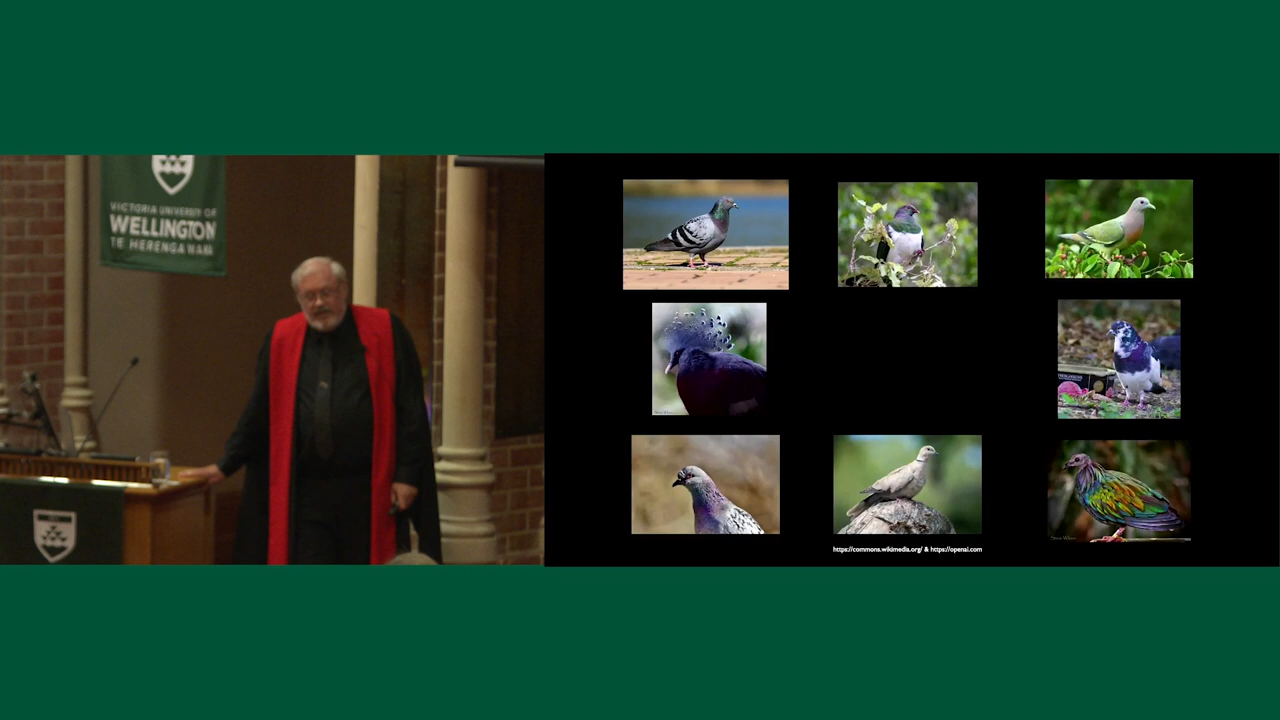 VICTORIA UNIVERSITY OF
WELLINGTON
TE HERENGA WAKA
https://commons.wikimedia.org/ & https://openai.com